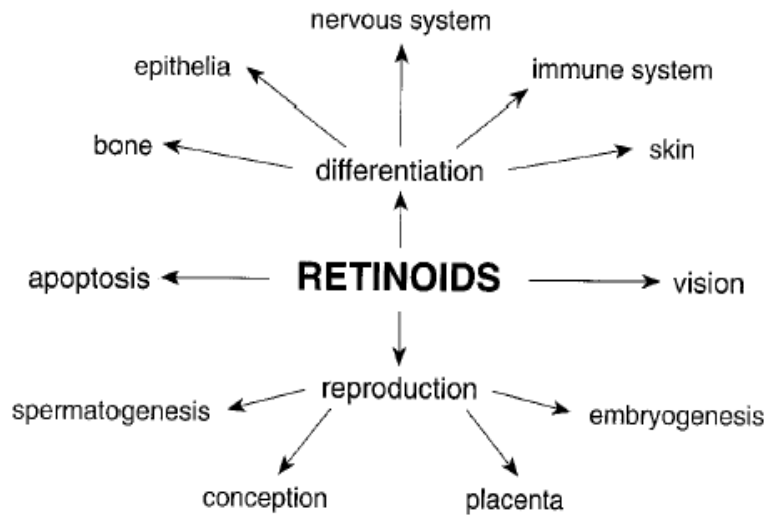 nervous system
epithelia
immune system
bone
differentiation
skin
apoptosis
RETINOIDS
vision
reproduction
spermatogenesis
embryogenesis
conception
placenta